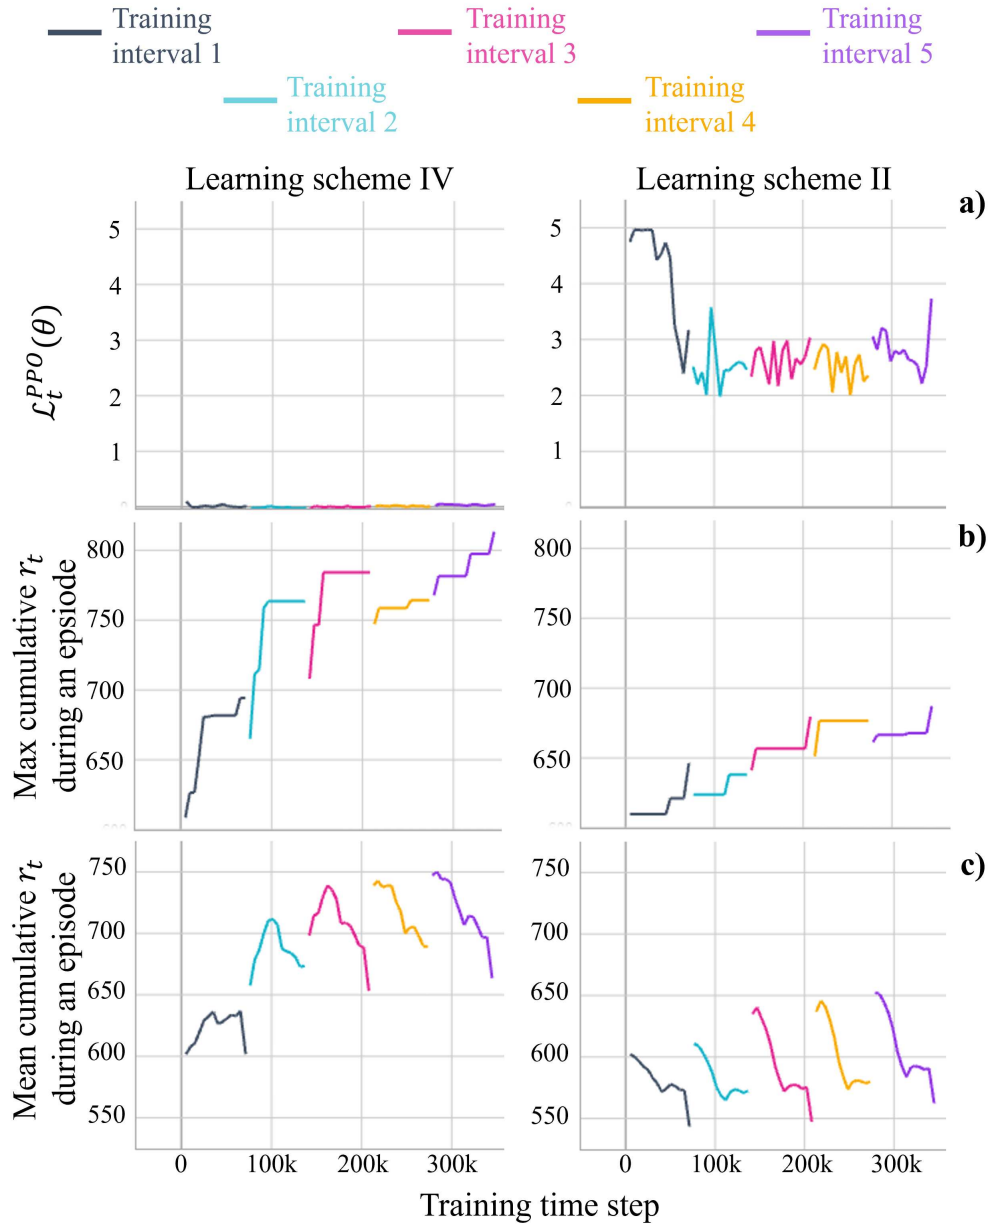 Training
interval 1
Training
interval 3
Training
interval 5
Training
interval 2
Training
interval 4
Learning scheme IV
Learning scheme II
a)
5
4
3
2
1
5
4
3
2
1
ℒ_t^{PPO}(θ)
b)
800
750
700
650
800
750
700
650
Max cumulative r_t
during an epsiode
c)
750
700
650
600
550
750
700
650
600
550
Mean cumulative r_t
during an episode
0 100k 200k 300k
0 100k 200k 300k
Training time step